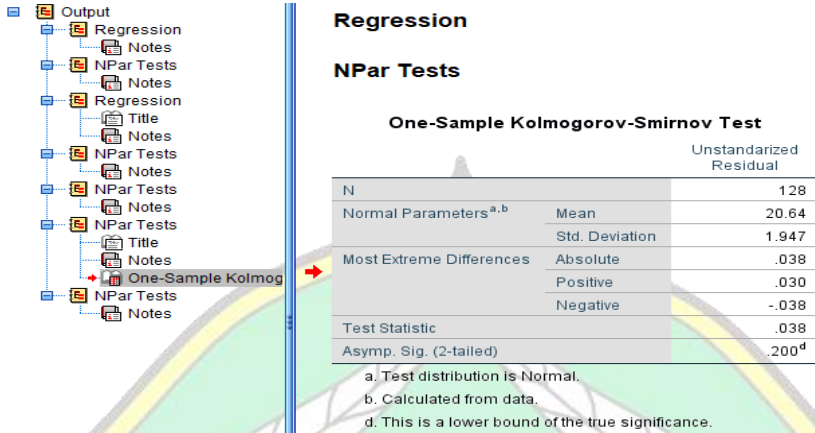 Output
Regression
Notes
NPar Tests
Notes
Regression
Title
Notes
NPar Tests
Notes
NPar Tests
Notes
NPar Tests
Title
Notes
One-Sample Kolmog
NPar Tests
Notes
Regression
NPar Tests
One-Sample Kolmogorov-Smirnov Test
Unstandarized
Residual
N 128
Normal Parameters a,b Mean 20.64
Std. Deviation 1.947
Most Extreme Differences Absolute .038
Positive .030
Negative -.038
Test Statistic .038
Asymp. Sig. (2-tailed) .200 d
a. Test distribution is Normal.
b. Calculated from data.
d. This is a lower bound of the true significance.